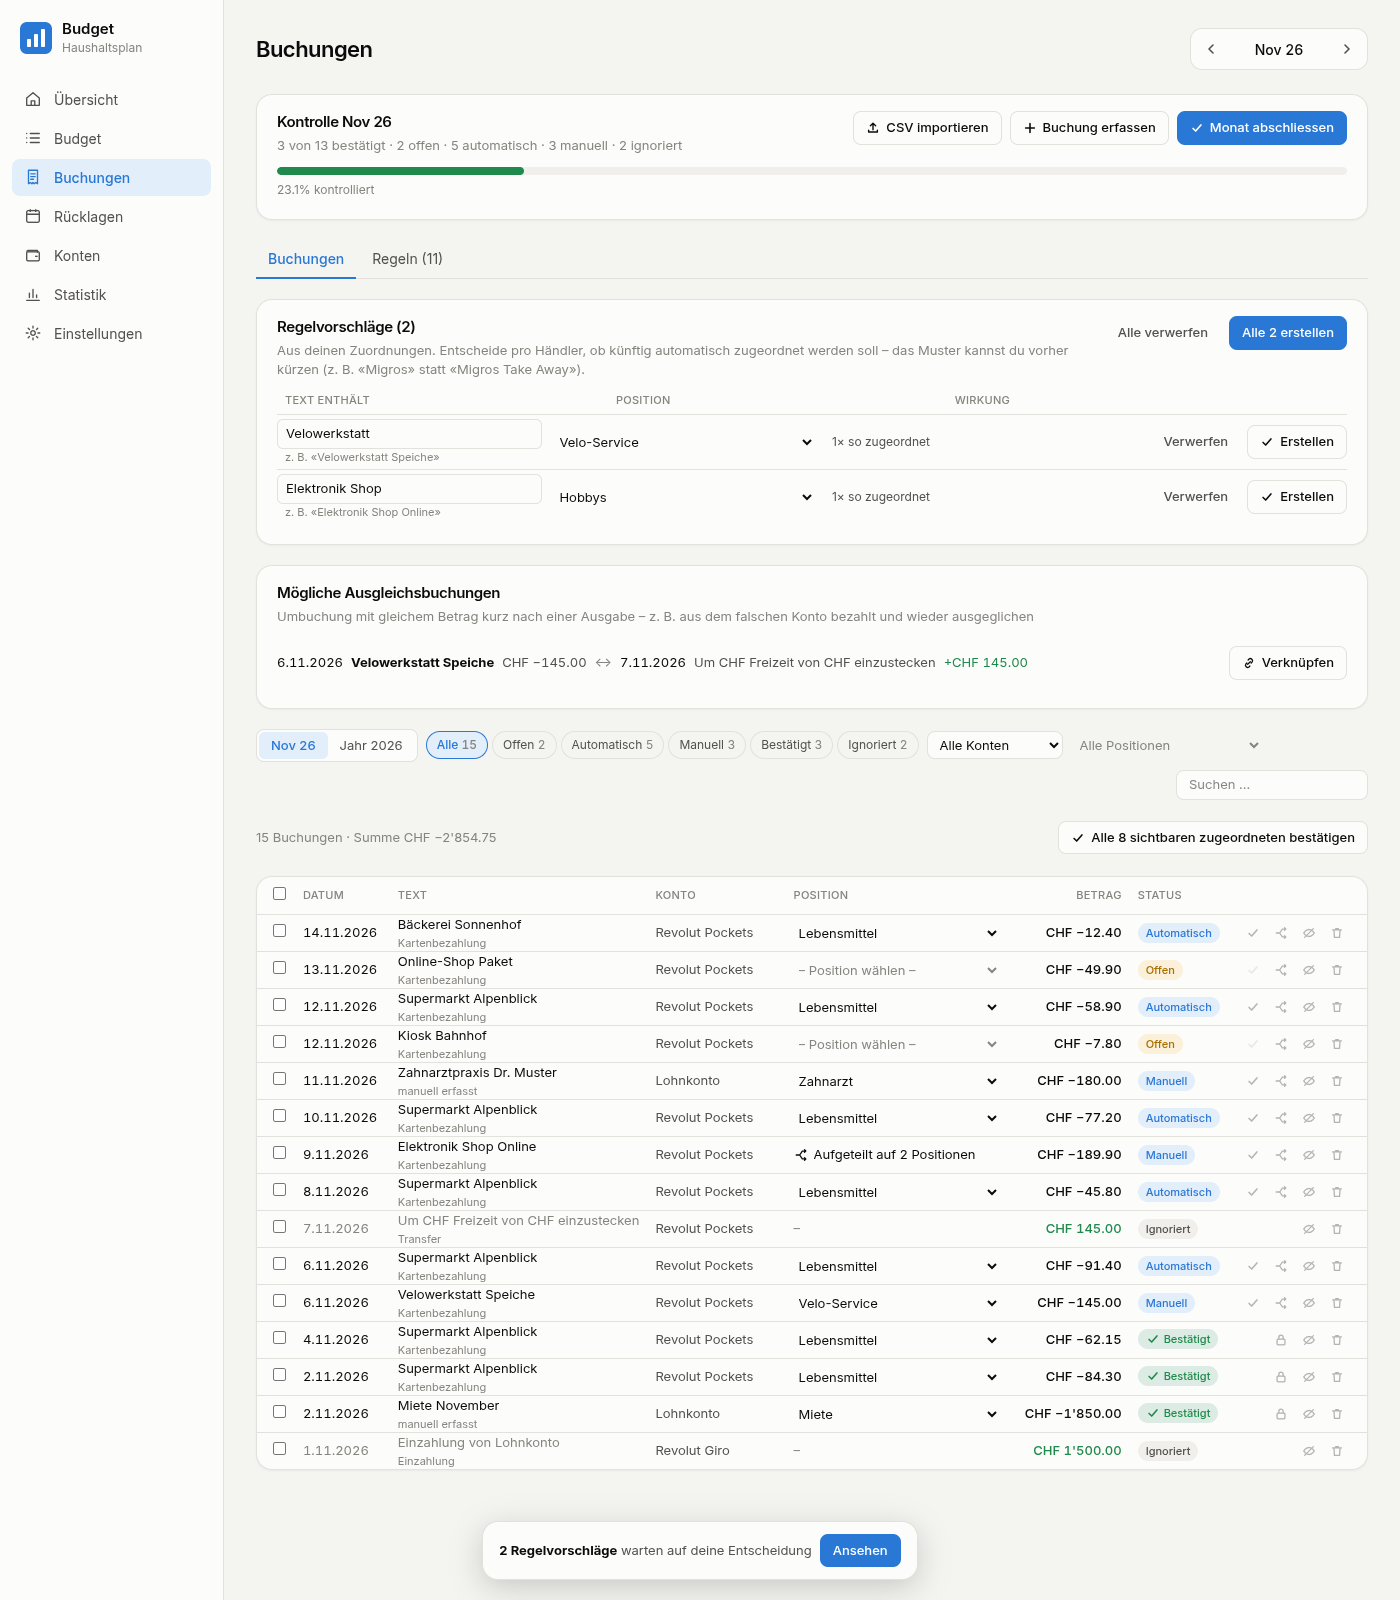 Budget
Haushaltsplan
Übersicht
Budget
Buchungen
Rücklagen
Konten
Statistik
Einstellungen
Buchungen
Nov 26
Kontrolle Nov 26
3 von 13 bestätigt · 2 offen · 5 automatisch · 3 manuell · 2 ignoriert
CSV importieren
Buchung erfassen
Monat abschliessen
23.1% kontrolliert
Buchungen Regeln (11)
Regelvorschläge (2)
Aus deinen Zuordnungen. Entscheide pro Händler, ob künftig automatisch zugeordnet werden soll – das Muster kannst du vorher
kürzen (z. B. «Migros» statt «Migros Take Away»).
Alle verwerfen Alle 2 erstellen
TEXT ENTHÄLT POSITION WIRKUNG
Velowerkstatt Velo-Service 1× so zugeordnet Verwerfen Erstellen
z. B. «Velowerkstatt Speiche»
Elektronik Shop Hobbys 1× so zugeordnet Verwerfen Erstellen
z. B. «Elektronik Shop Online»
Mögliche Ausgleichsbuchungen
Umbuchung mit gleichem Betrag kurz nach einer Ausgabe – z. B. aus dem falschen Konto bezahlt und wieder ausgeglichen
6.11.2026 Velowerkstatt Speiche CHF −145.00 ↔ 7.11.2026 Um CHF Freizeit von CHF einzustecken +CHF 145.00 Verknüpfen
Nov 26 Jahr 2026 Alle 15 Offen 2 Automatisch 5 Manuell 3 Bestätigt 3 Ignoriert 2 Alle Konten Alle Positionen
Suchen ...
15 Buchungen · Summe CHF −2'854.75 Alle 8 sichtbaren zugeordneten bestätigen
DATUM TEXT KONTO POSITION BETRAG STATUS
14.11.2026 Bäckerei Sonnenhof Revolut Pockets Lebensmittel CHF −12.40 Automatisch
Kartenbezahlung
13.11.2026 Online-Shop Paket Revolut Pockets – Position wählen – CHF −49.90 Offen
Kartenbezahlung
12.11.2026 Supermarkt Alpenblick Revolut Pockets Lebensmittel CHF −58.90 Automatisch
Kartenbezahlung
12.11.2026 Kiosk Bahnhof Revolut Pockets – Position wählen – CHF −7.80 Offen
Kartenbezahlung
11.11.2026 Zahnarztpraxis Dr. Muster Lohnkonto Zahnarzt CHF −180.00 Manuell
manuell erfasst
10.11.2026 Supermarkt Alpenblick Revolut Pockets Lebensmittel CHF −77.20 Automatisch
Kartenbezahlung
9.11.2026 Elektronik Shop Online Revolut Pockets Aufgeteilt auf 2 Positionen CHF −189.90 Manuell
Kartenbezahlung
8.11.2026 Supermarkt Alpenblick Revolut Pockets Lebensmittel CHF −45.80 Automatisch
Kartenbezahlung
7.11.2026 Um CHF Freizeit von CHF einzustecken Revolut Pockets – CHF 145.00 Ignoriert
Transfer
6.11.2026 Supermarkt Alpenblick Revolut Pockets Lebensmittel CHF −91.40 Automatisch
Kartenbezahlung
6.11.2026 Velowerkstatt Speiche Revolut Pockets Velo-Service CHF −145.00 Manuell
Kartenbezahlung
4.11.2026 Supermarkt Alpenblick Revolut Pockets Lebensmittel CHF −62.15 Bestätigt
Kartenbezahlung
2.11.2026 Supermarkt Alpenblick Revolut Pockets Lebensmittel CHF −84.30 Bestätigt
Kartenbezahlung
2.11.2026 Miete November Lohnkonto Miete CHF −1'850.00 Bestätigt
manuell erfasst
1.11.2026 Einzahlung von Lohnkonto Revolut Giro – CHF 1'500.00 Ignoriert
Einzahlung
2 Regelvorschläge warten auf deine Entscheidung Ansehen